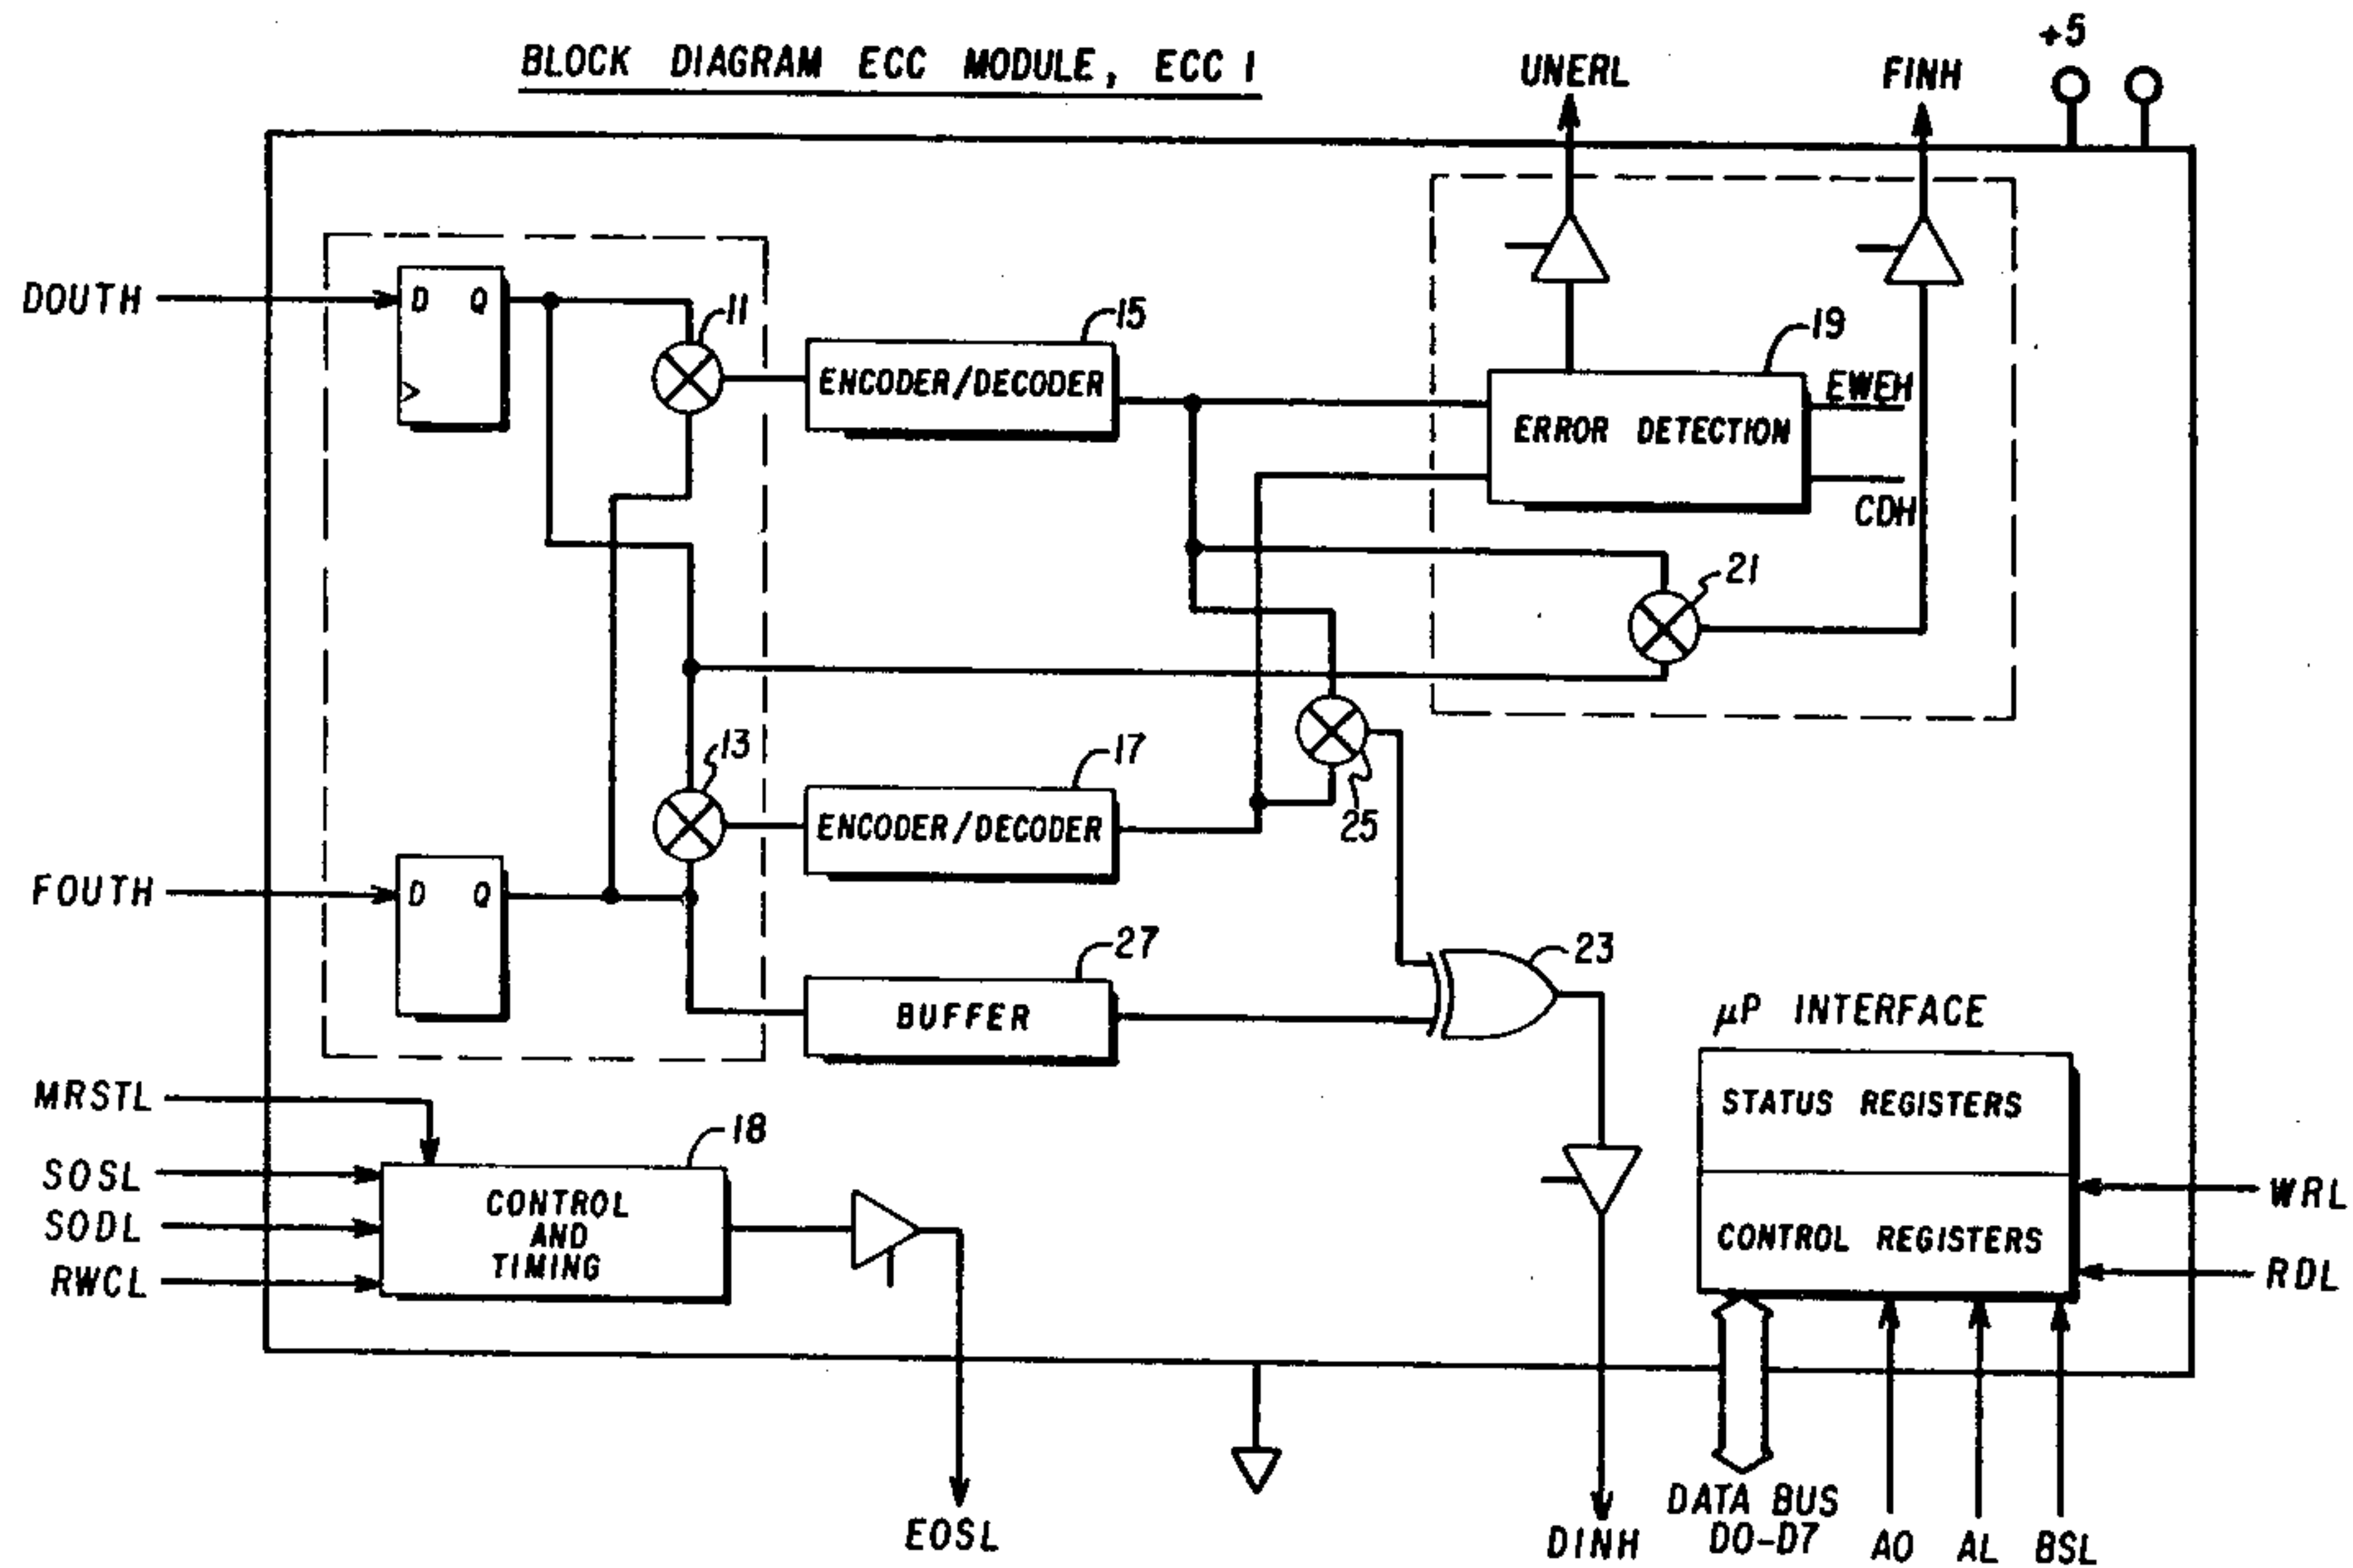 BLOCK DIAGRAM ECC MODULE, ECC 1
UNERL
FINH
+5
DOUTH
D Q
11
15
ENCODER/DECODER
19
EWEH
ERROR DETECTION
CDH
21
13
17
ENCODER/DECODER
25
FOUTH
D Q
27
BUFFER
23
μP INTERFACE
STATUS REGISTERS
CONTROL REGISTERS
MRSTL
SOSL
SODL
RWCL
18
CONTROL
AND
TIMING
WRL
RDL
EOSL
DINH
DATA BUS
D0-D7
A0
AL
BSL